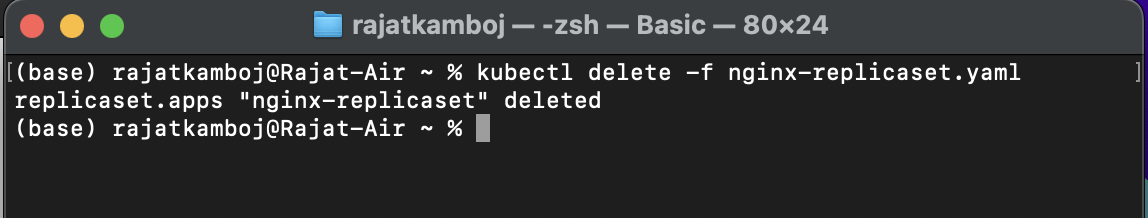 rajatkamboj — -zsh — Basic — 80×24
[(base) rajatkamboj@Rajat-Air ~ % kubectl delete -f nginx-replicaset.yaml ]
replicaset.apps "nginx-replicaset" deleted
(base) rajatkamboj@Rajat-Air ~ %